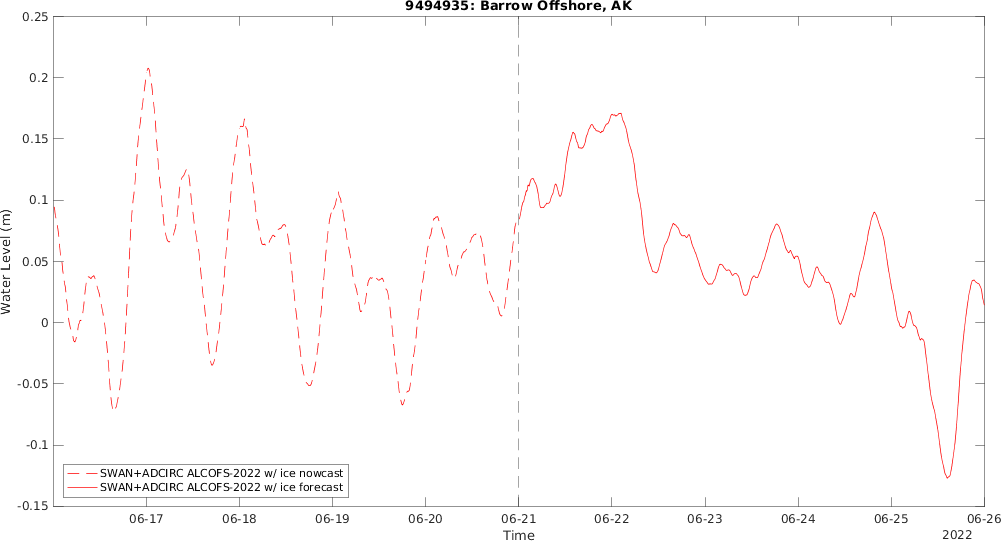 9494935: Barrow Offshore, AK
0.25
0.2
0.15
0.1
0.05
0
-0.05
-0.1
-0.15
Water Level (m)
SWAN+ADCIRC ALCOFS-2022 w/ ice nowcast
SWAN+ADCIRC ALCOFS-2022 w/ ice forecast
06-17 06-18 06-19 06-20 06-21 06-22 06-23 06-24 06-25 06-26
Time
2022